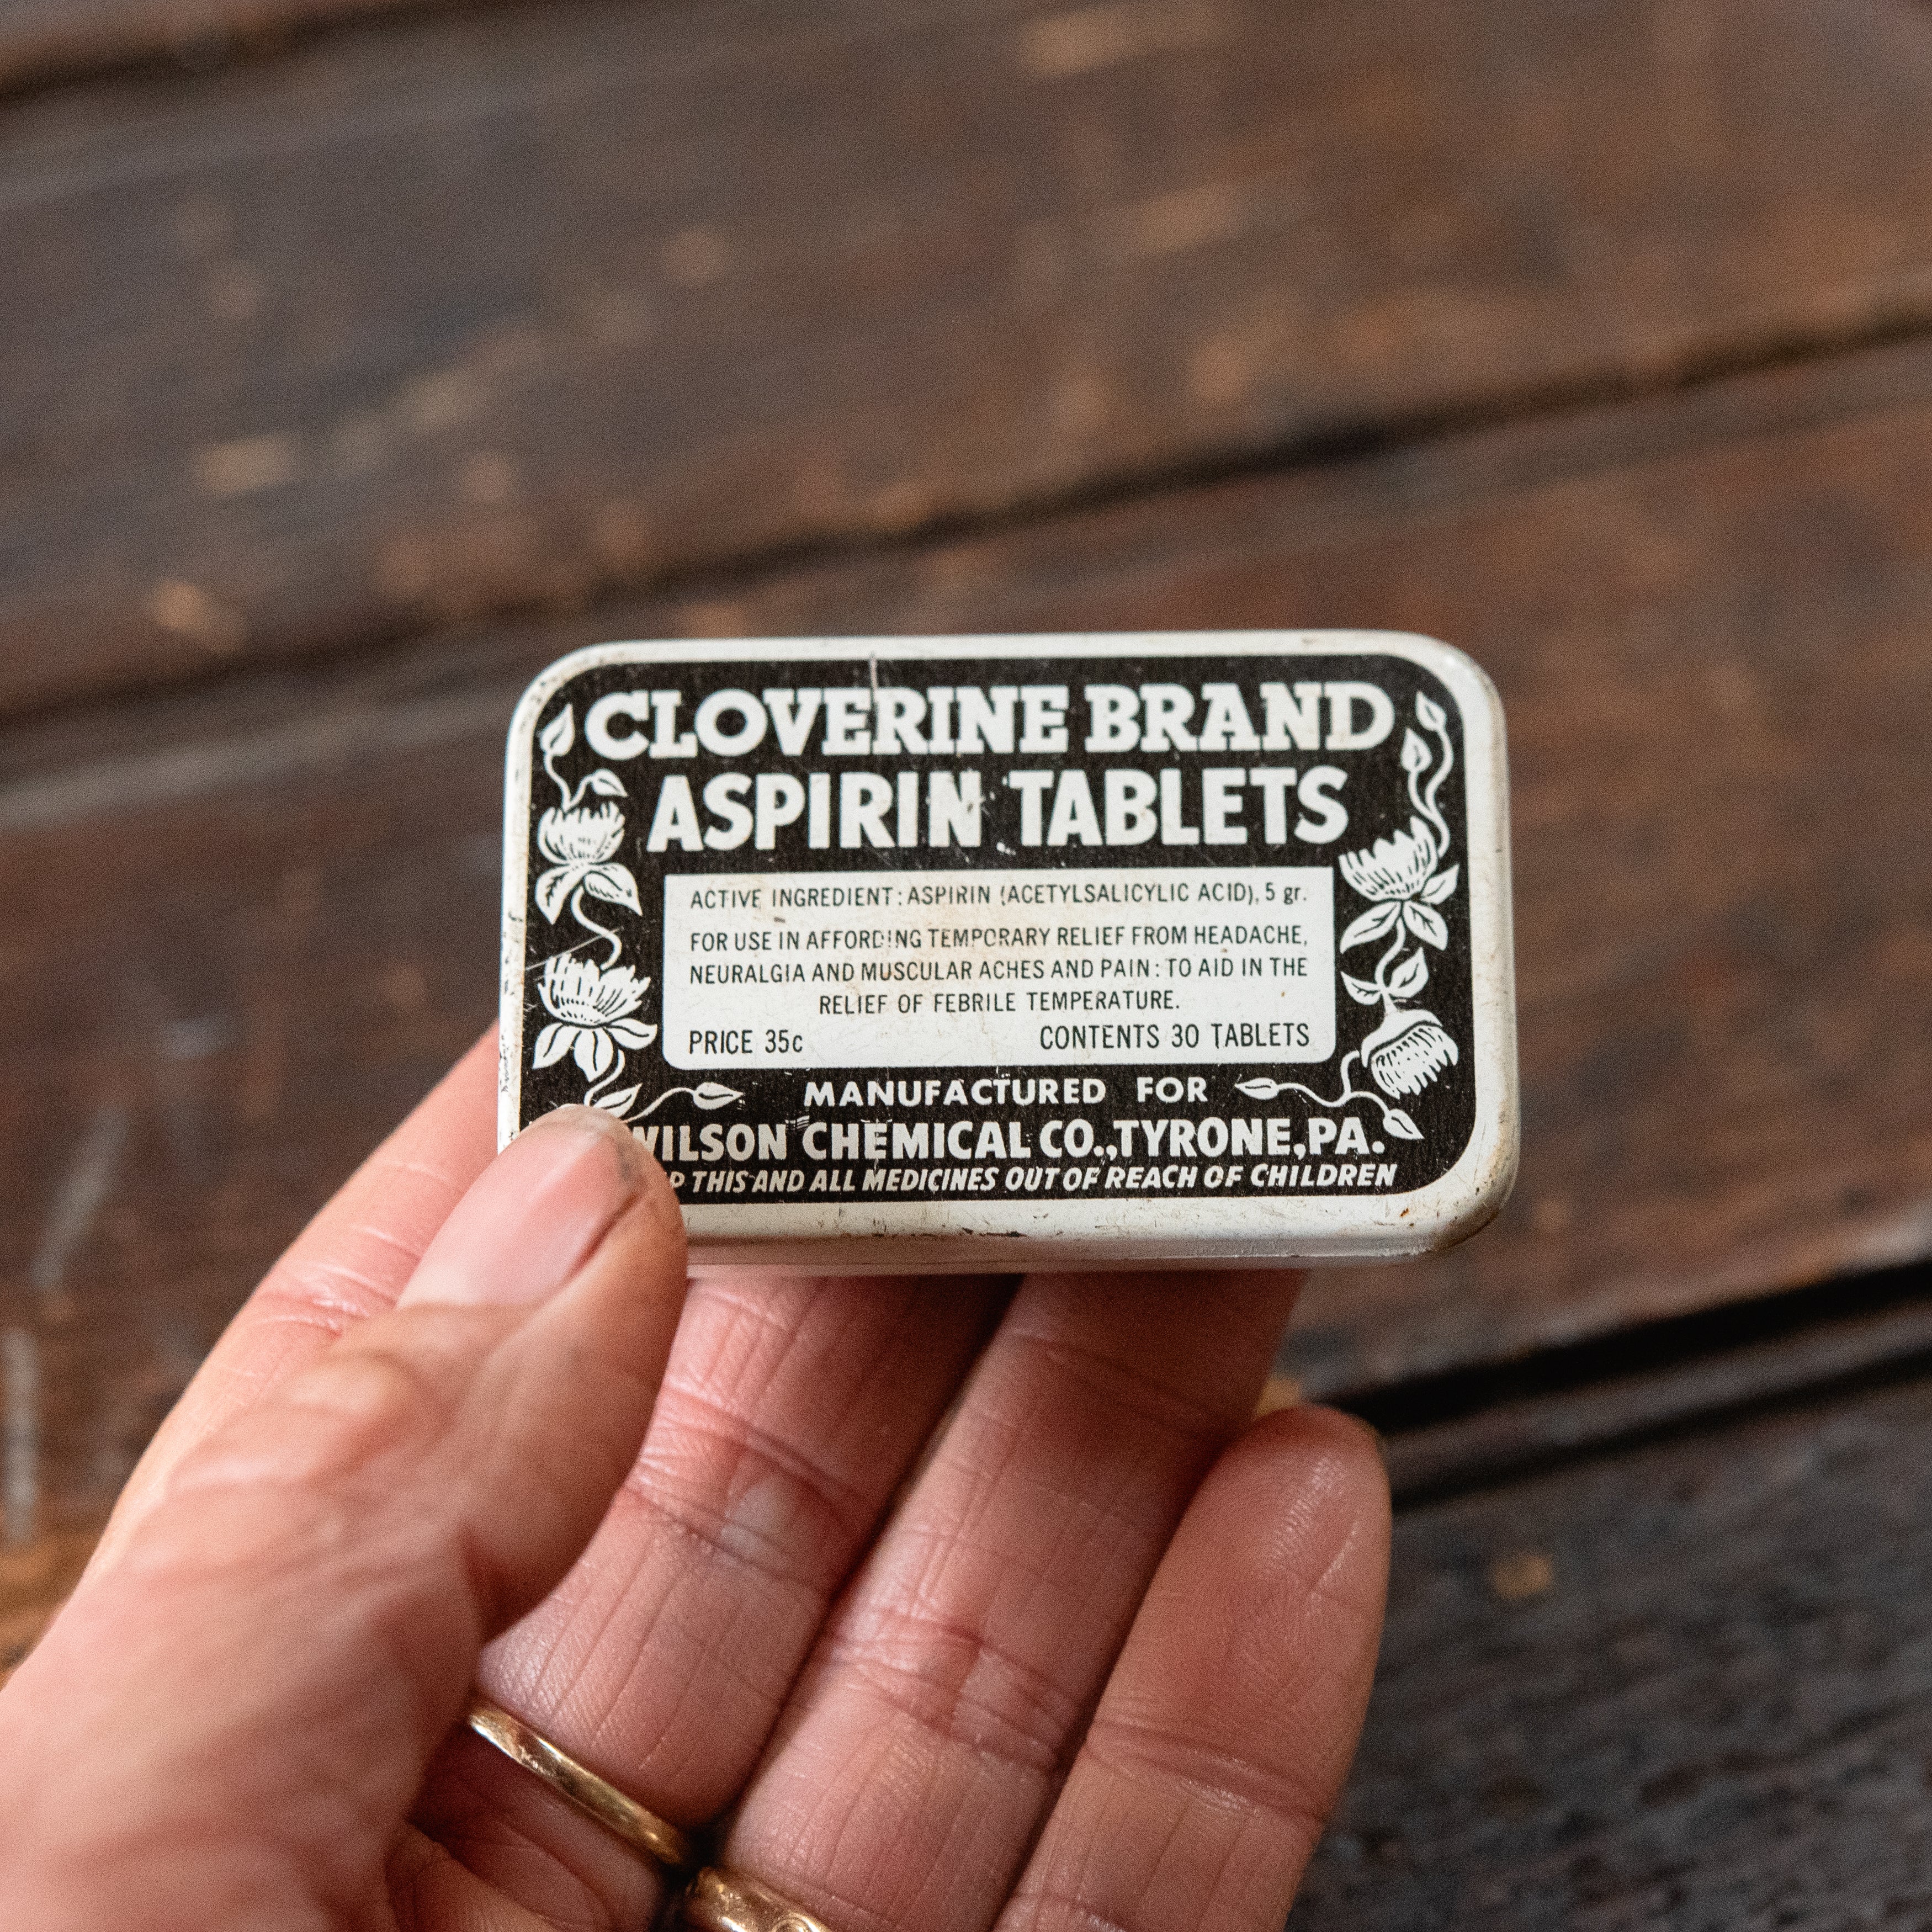 CLOVERINE BRAND
ASPIRIN TABLETS
ACTIVE INGREDIENT: ASPIRIN (ACETYLSALICYLIC ACID), 5 gr.
FOR USE IN AFFORDING TEMPORARY RELIEF FROM HEADACHE,
NEURALGIA AND MUSCULAR ACHES AND PAIN: TO AID IN THE
RELIEF OF FEBRILE TEMPERATURE.
PRICE 35c CONTENTS 30 TABLETS
MANUFACTURED FOR
WILSON CHEMICAL CO., TYRONE, PA.
THIS AND ALL MEDICINES OUT OF REACH OF CHILDREN